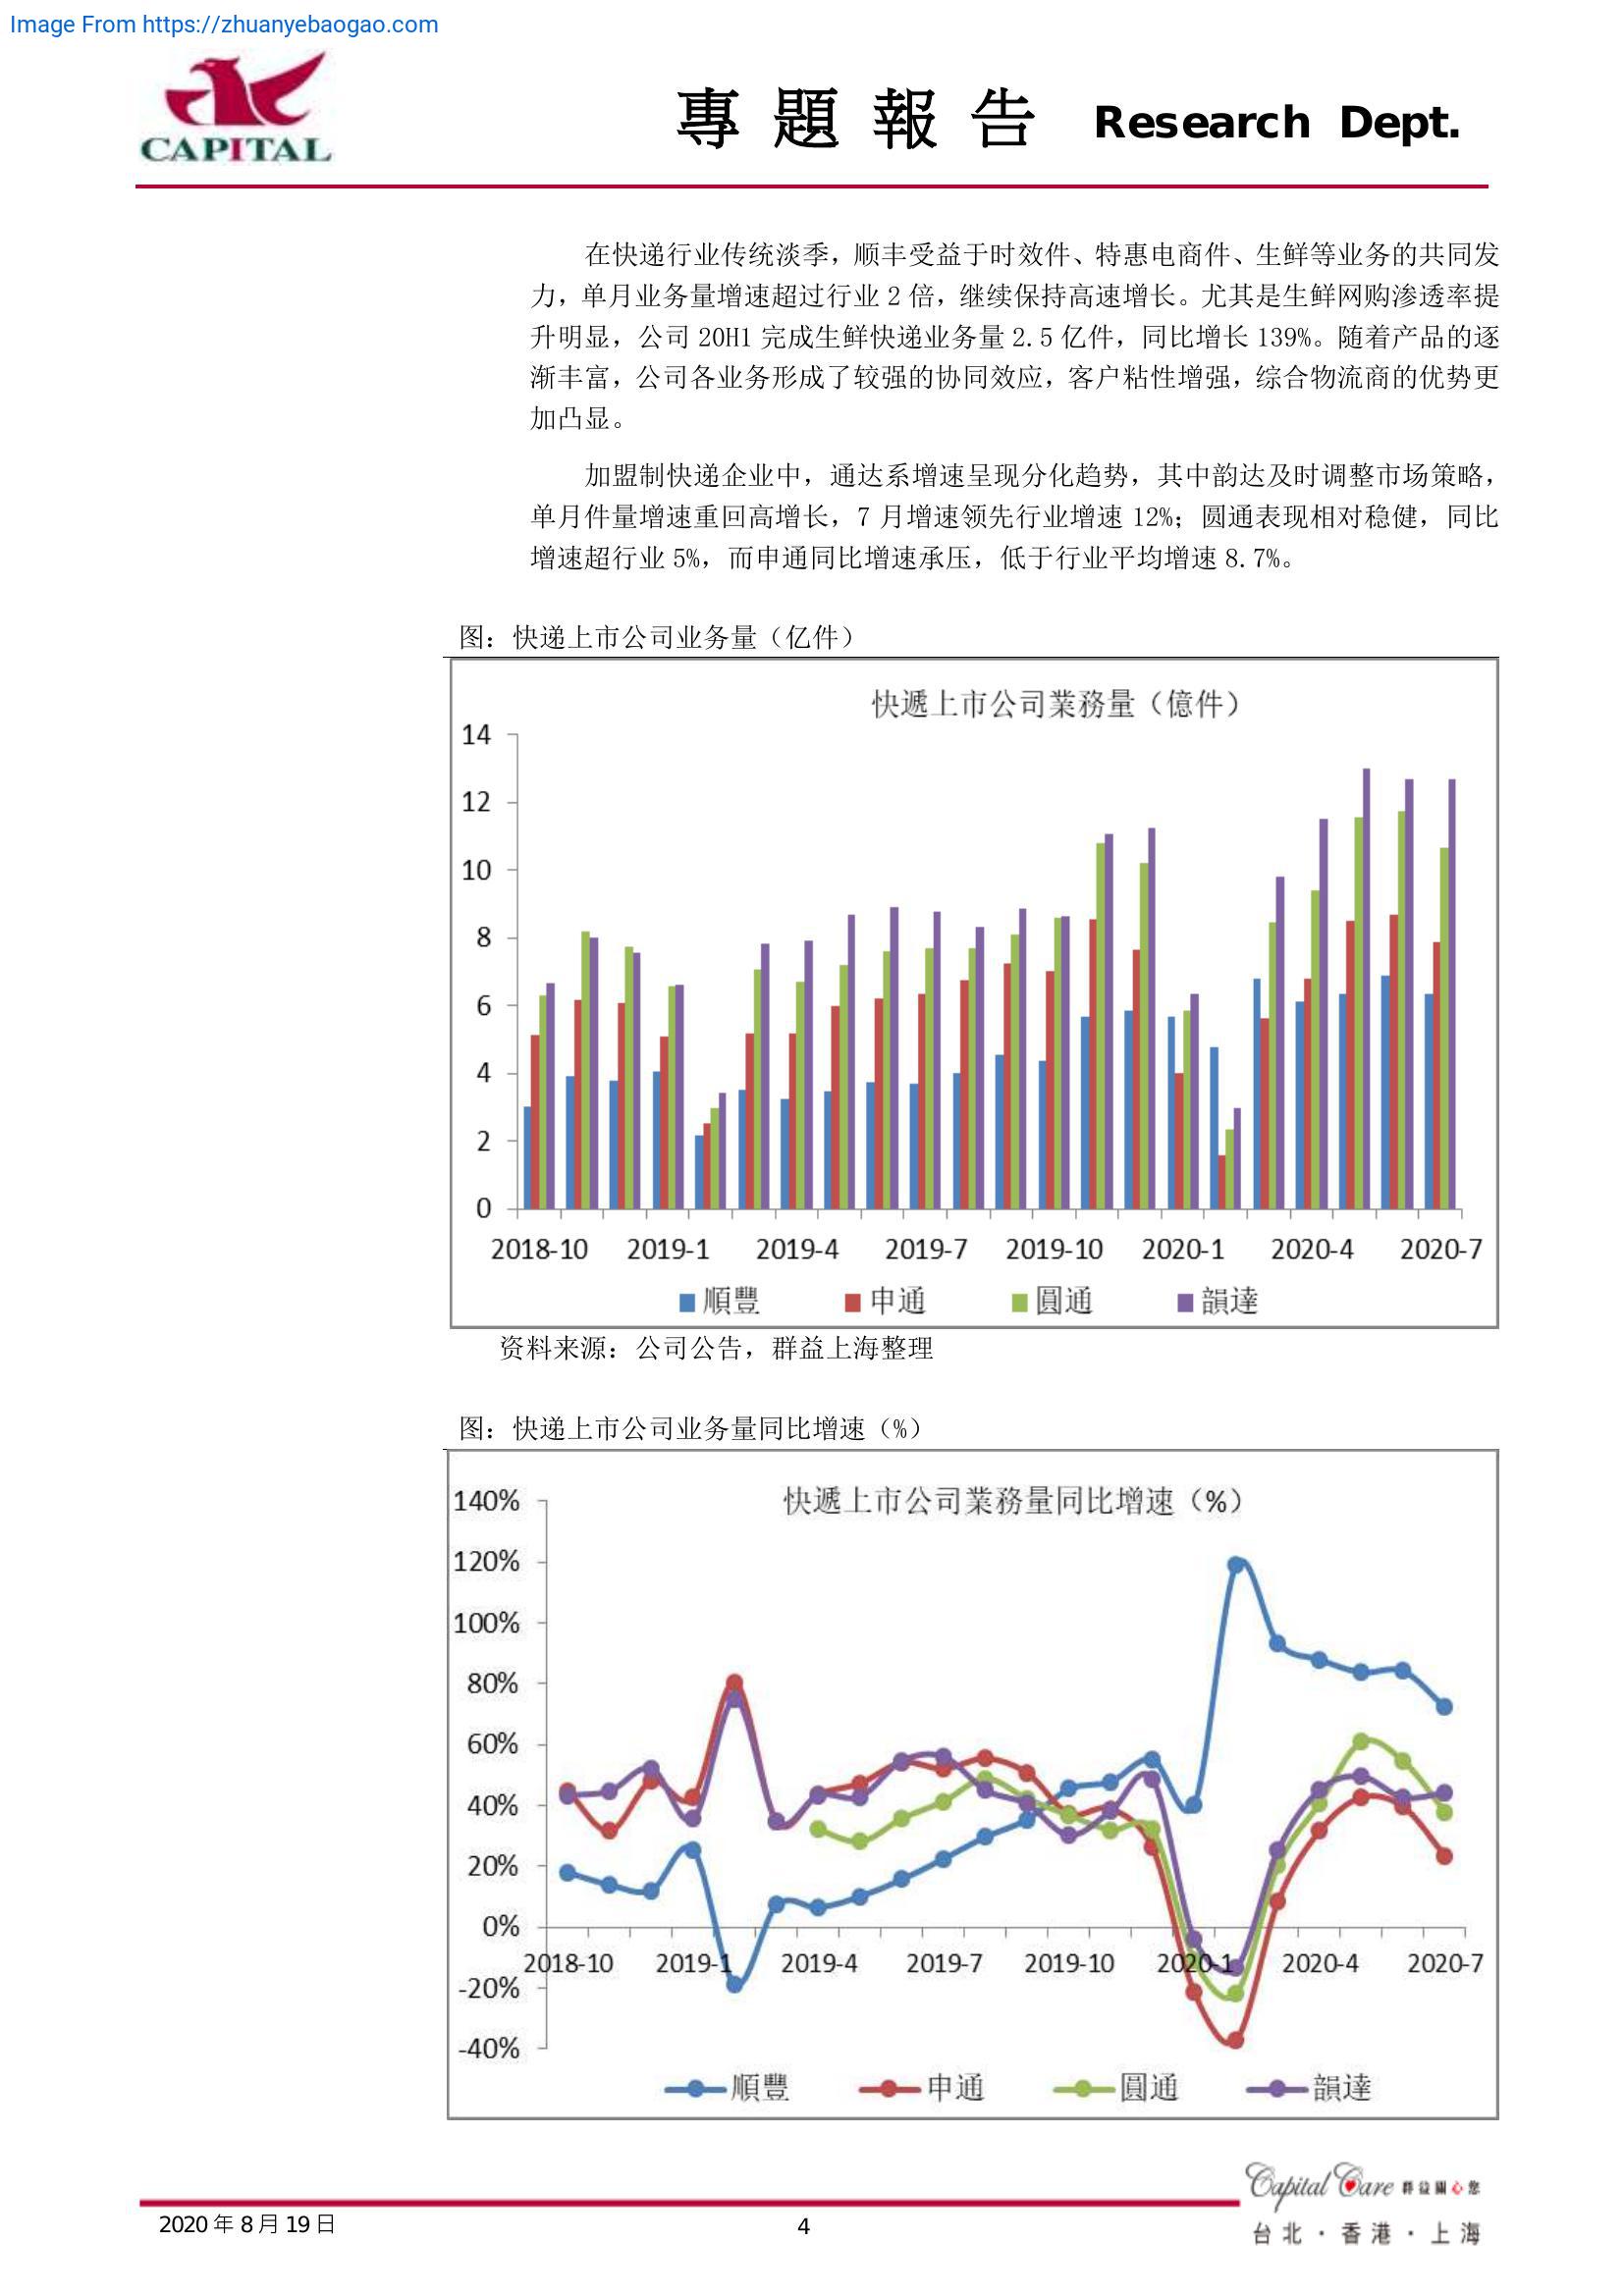 Image From https://zhuanyebaogao.com
CAPITAL
專題報告 Research Dept.
在快递行业传统淡季，顺丰受益于时效件、特惠电商件、生鲜等业务的共同发
力，单月业务量增速超过行业 2 倍，继续保持高速增长。尤其是生鲜网购渗透率提
升明显，公司 20H1 完成生鲜快递业务量 2.5 亿件，同比增长 139%。随着产品的逐
渐丰富，公司各业务形成了较强的协同效应，客户粘性增强，综合物流商的优势更
加凸显。
加盟制快递企业中，通达系增速呈现分化趋势，其中韵达及时调整市场策略，
单月件量增速重回高增长，7 月增速领先行业增速 12%；圆通表现相对稳健，同比
增速超行业 5%，而申通同比增速承压，低于行业平均增速 8.7%。
图：快递上市公司业务量（亿件）
快遞上市公司業務量（億件）
14
12
10
8
6
4
2
0
2018-10 2019-1 2019-4 2019-7 2019-10 2020-1 2020-4 2020-7
順豐 申通 圓通 韻達
资料来源：公司公告，群益上海整理
图：快递上市公司业务量同比增速（%）
快遞上市公司業務量同比增速（%）
140%
120%
100%
80%
60%
40%
20%
0%
2018-10 2019-1 2019-4 2019-7 2019-10 2020-1 2020-4 2020-7
-20%
-40%
順豐 申通 圓通 韻達
Capital Care 群益關心您
2020 年 8 月 19 日
4
台北·香港·上海